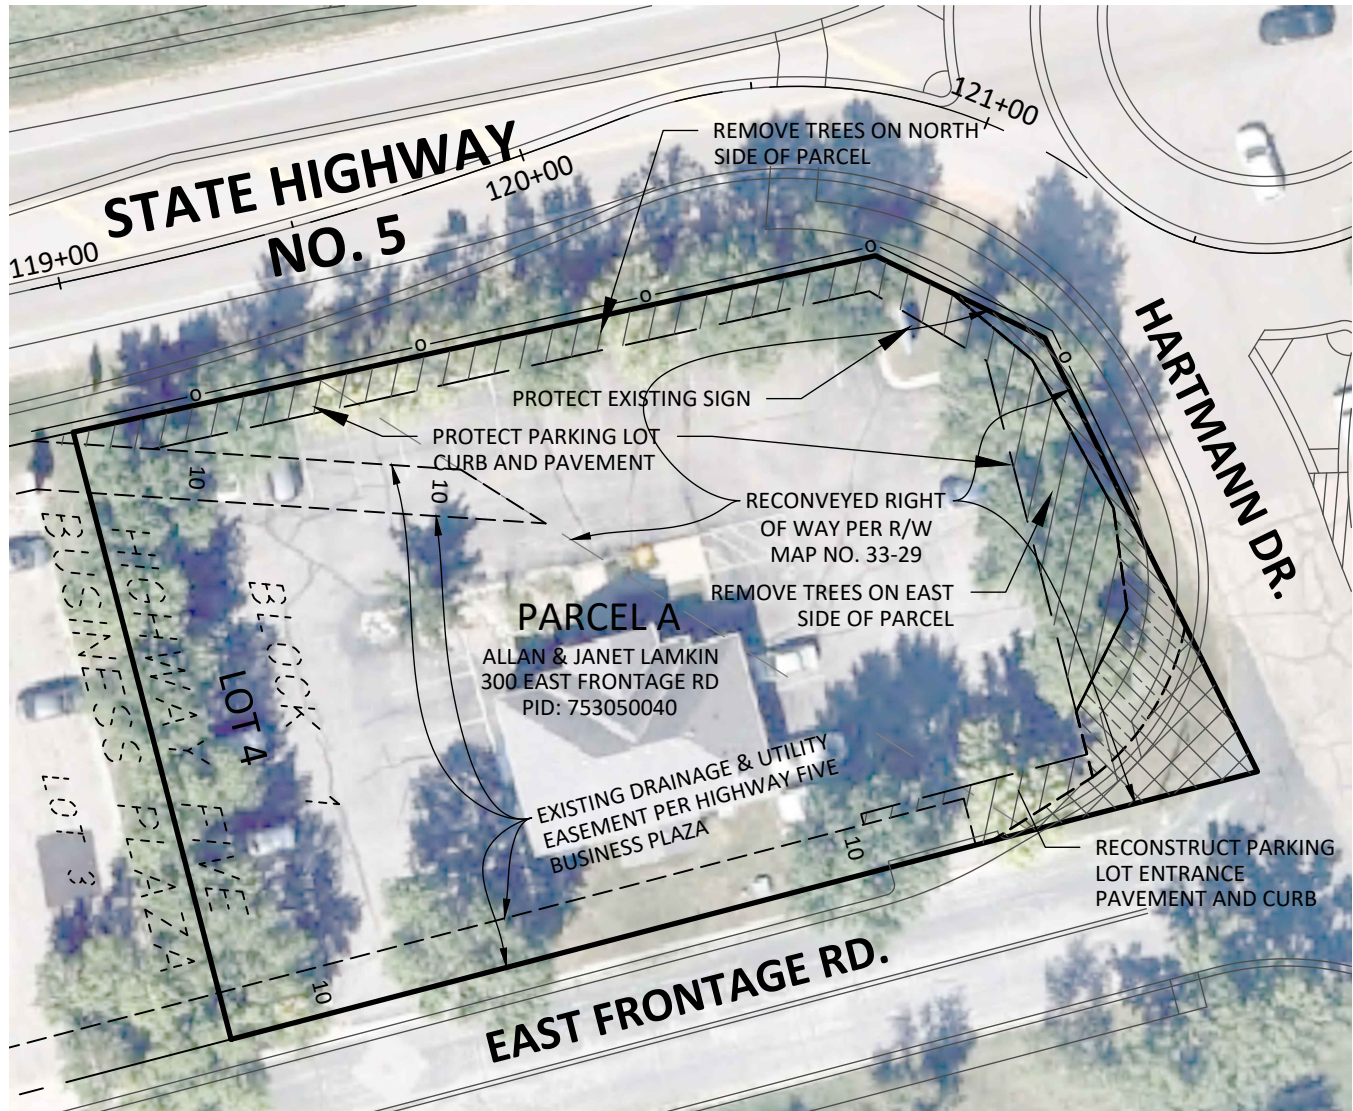 121+00
REMOVE TREES ON NORTH
SIDE OF PARCEL
STATE HIGHWAY
NO. 5
120+00
119+00
HARTMANN DR.
PROTECT EXISTING SIGN
PROTECT PARKING LOT
CURB AND PAVEMENT
10
10
RECONVEYED RIGHT
OF WAY PER R/W
MAP NO. 33-29
REMOVE TREES ON EAST
SIDE OF PARCEL
PARCEL A
ALLAN & JANET LAMKIN
300 EAST FRONTAGE RD
PID: 753050040
LOT 4
BLOCK 1
LOT 3
EXISTING DRAINAGE & UTILITY
EASEMENT PER HIGHWAY FIVE
BUSINESS PLAZA
10
10
RECONSTRUCT PARKING
LOT ENTRANCE
PAVEMENT AND CURB
EAST FRONTAGE RD.